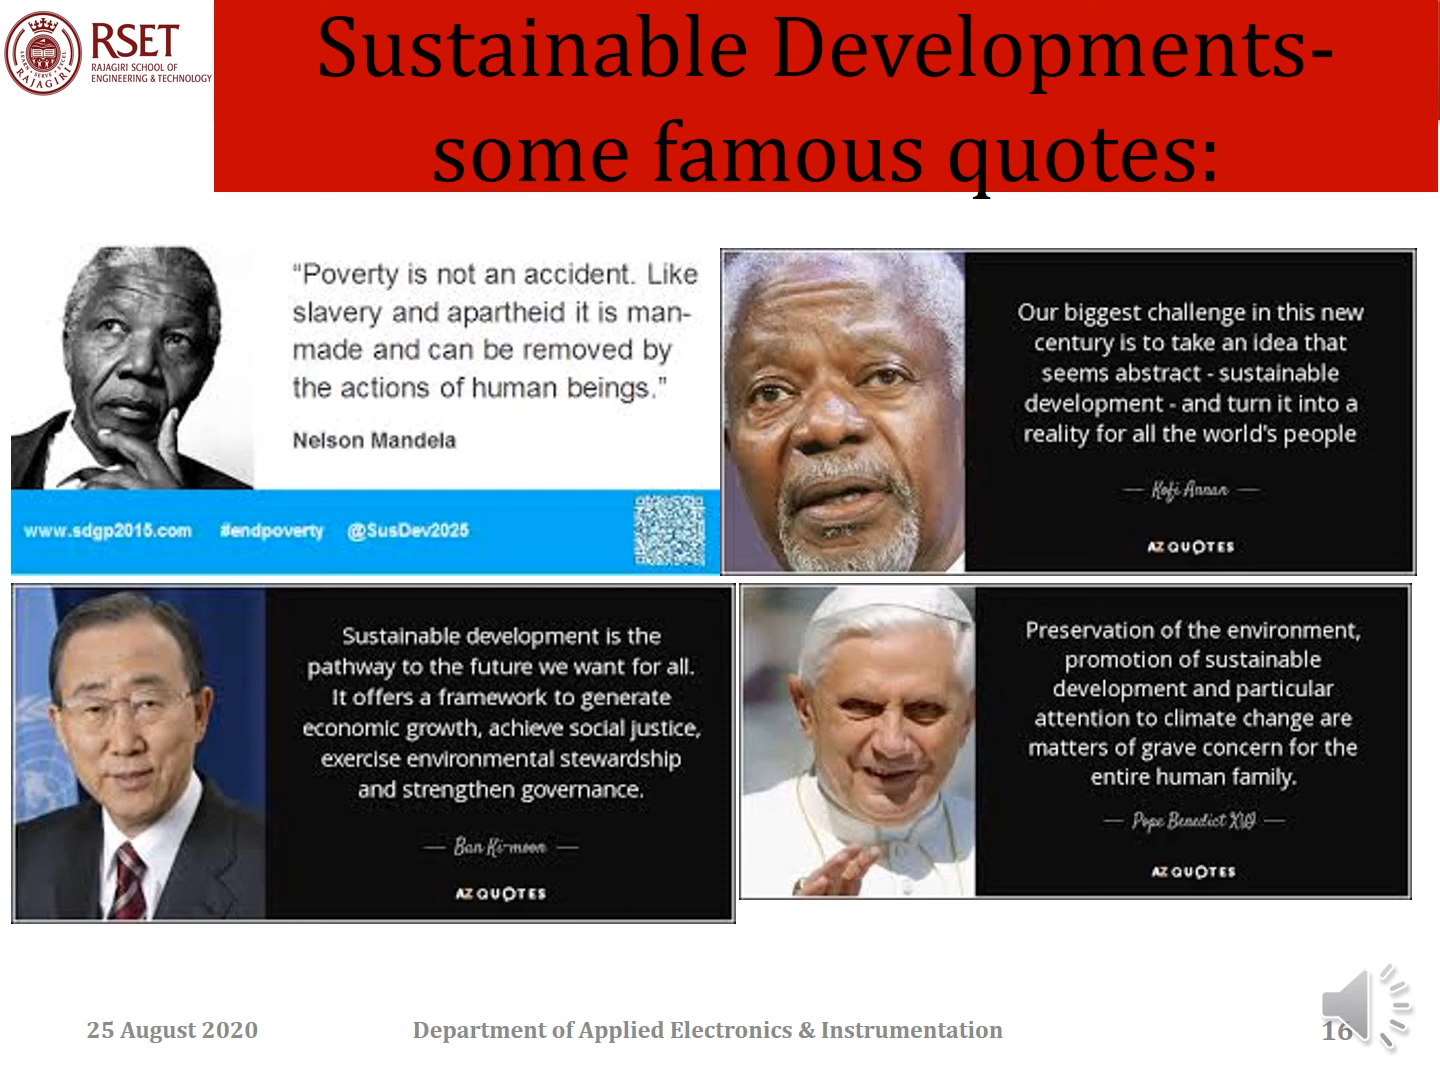 RSET
RAJAGIRI SCHOOL OF
ENGINEERING & TECHNOLOGY
RAJAGIRI
Sustainable Developments-
some famous quotes:
“Poverty is not an accident. Like
slavery and apartheid it is man-
made and can be removed by
the actions of human beings.”
Nelson Mandela
www.sdgp2015.com #endpoverty @SusDev2025
Our biggest challenge in this new
century is to take an idea that
seems abstract - sustainable
development - and turn it into a
reality for all the world's people
— Kofi Annan —
AZ QUOTES
Sustainable development is the
pathway to the future we want for all.
It offers a framework to generate
economic growth, achieve social justice,
exercise environmental stewardship
and strengthen governance.
— Ban Ki-moon —
AZ QUOTES
Preservation of the environment,
promotion of sustainable
development and particular
attention to climate change are
matters of grave concern for the
entire human family.
— Pope Benedict XVI —
AZ QUOTES
25 August 2020
Department of Applied Electronics & Instrumentation
16